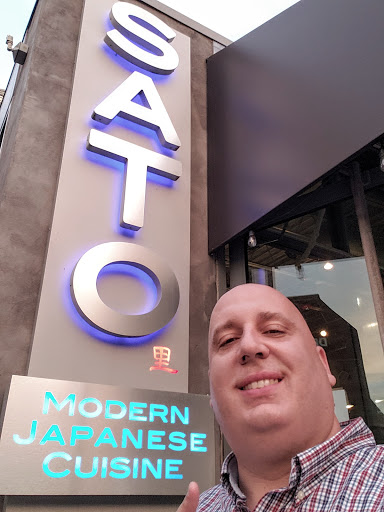 SATO
里
MODERN
JAPANESE
CUISINE